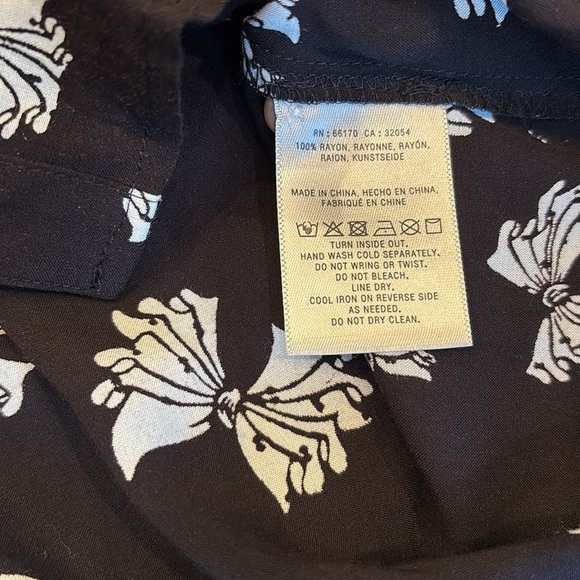 RN: 66170 CA: 32054
100% RAYON, RAYONNE, RAYÓN,
RAION, KUNSTSEIDE
MADE IN CHINA, HECHO EN CHINA,
FABRIQUÉ EN CHINE
TURN INSIDE OUT.
HAND WASH COLD SEPARATELY.
DO NOT WRING OR TWIST.
DO NOT BLEACH.
LINE DRY.
COOL IRON ON REVERSE SIDE
AS NEEDED.
DO NOT DRY CLEAN.